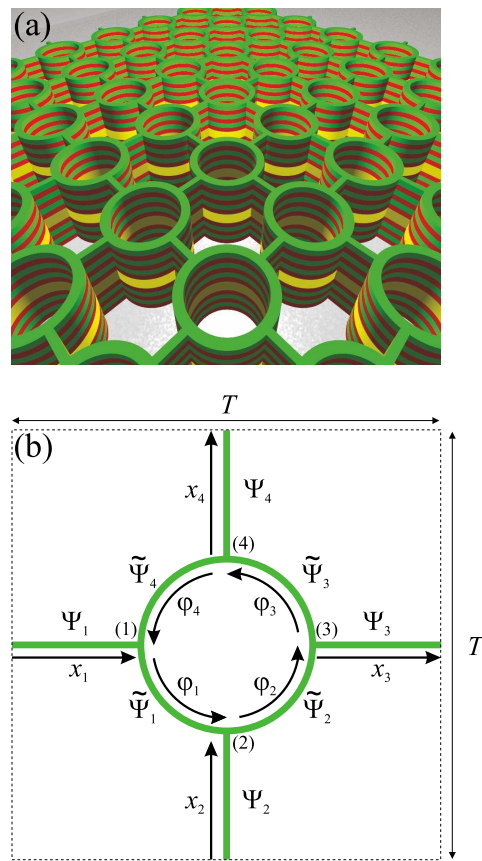 (a)
T
(b)
x₄ Ψ₄
(4)
Ψ̃₄ Ψ̃₃
φ₄ φ₃
Ψ₁ (1) (3) Ψ₃ T
x₁ x₃
φ₁ φ₂
Ψ̃₁ Ψ̃₂
(2)
x₂ Ψ₂